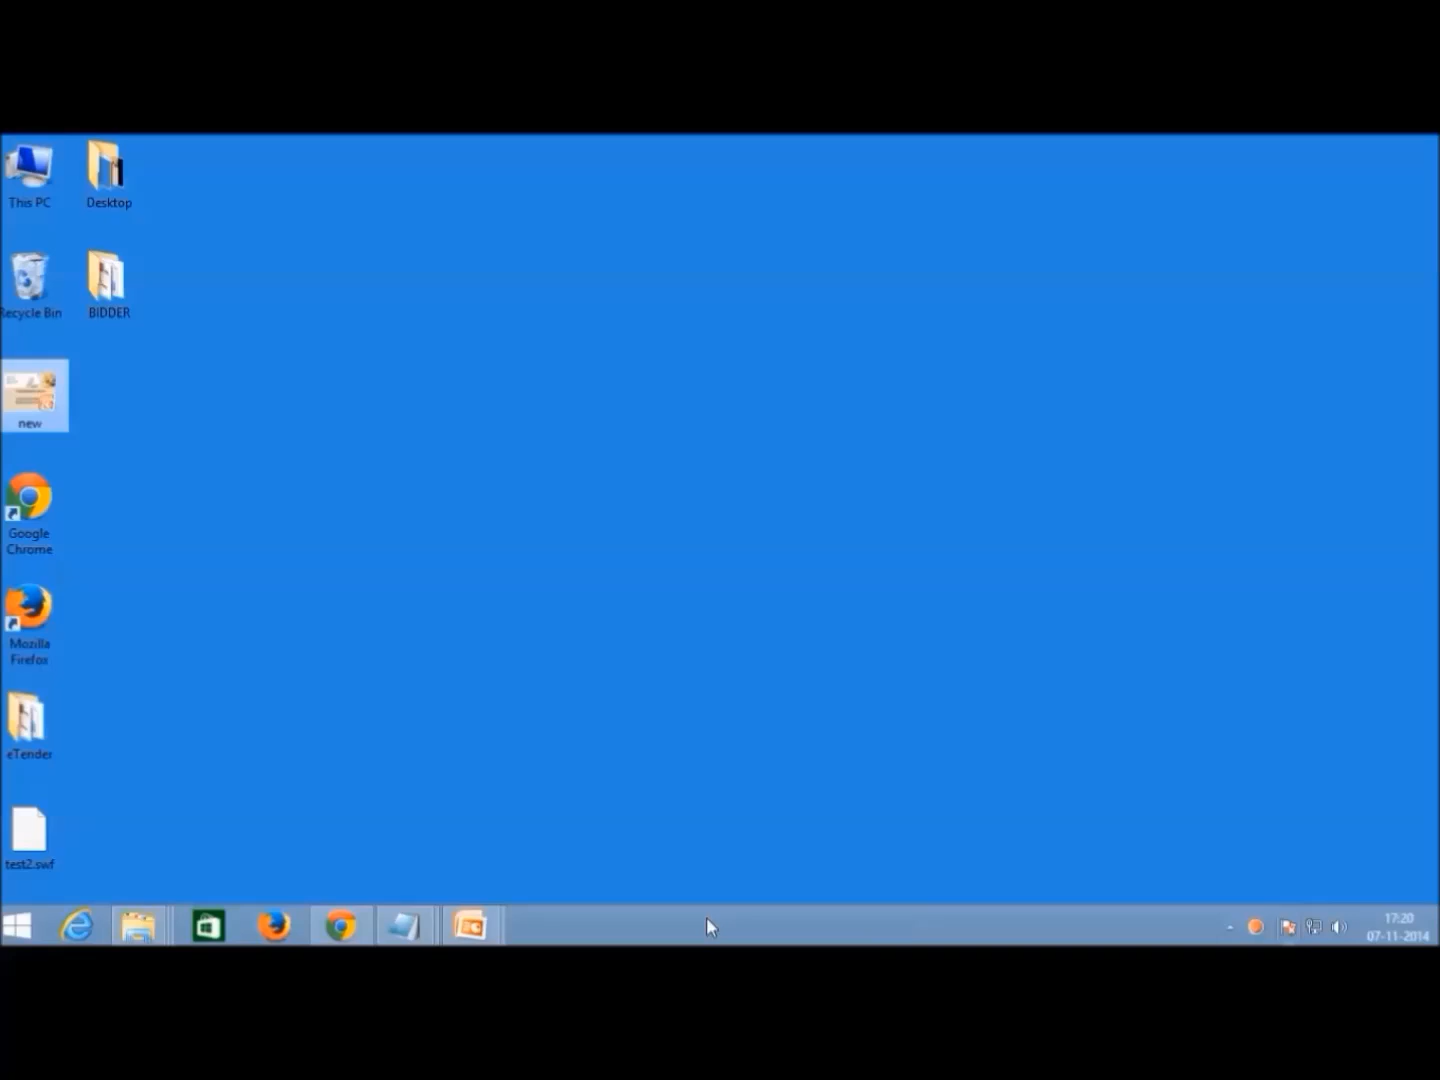 This PC
Desktop
Recycle Bin
BIDDER
new
Google
Chrome
Mozilla
Firefox
eTender
test2.swf
17:20
07-11-2014